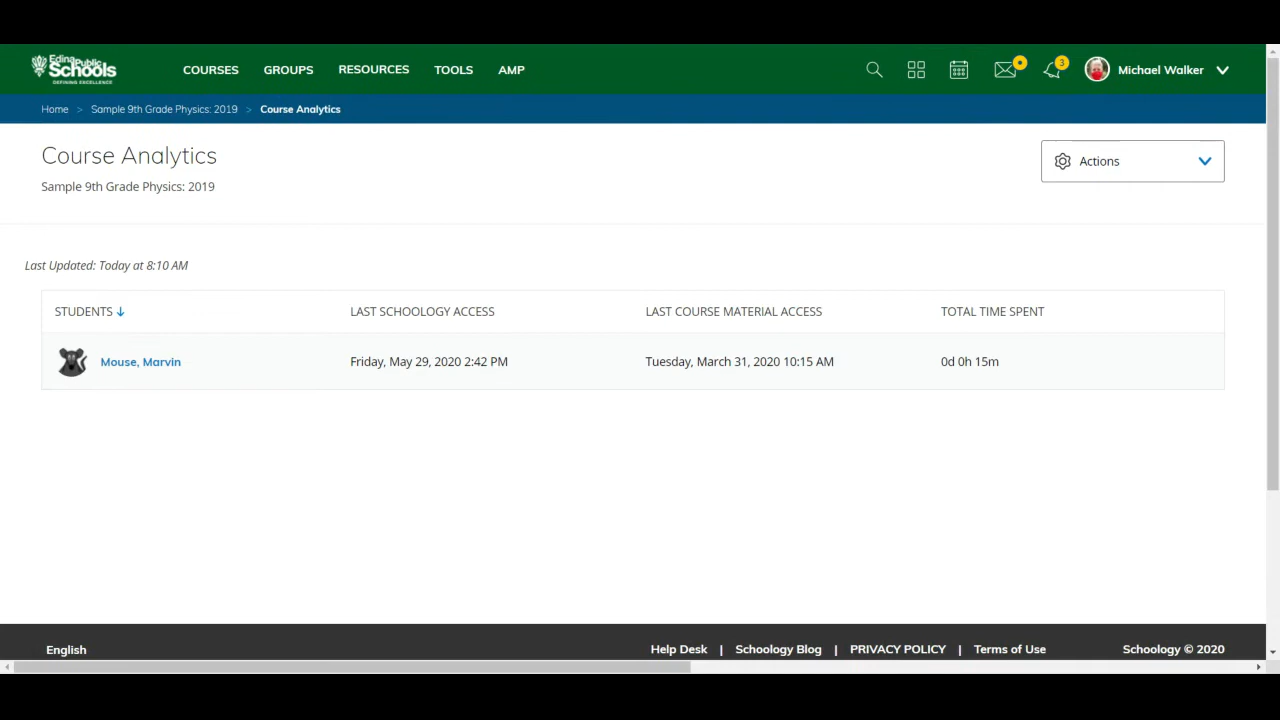 Edina Public Schools
DEFINING EXCELLENCE
COURSES GROUPS RESOURCES TOOLS AMP 3 Michael Walker
Home > Sample 9th Grade Physics: 2019 > Course Analytics
Course Analytics
Actions
Sample 9th Grade Physics: 2019
Last Updated: Today at 8:10 AM
STUDENTS LAST SCHOOLOGY ACCESS LAST COURSE MATERIAL ACCESS TOTAL TIME SPENT
Mouse, Marvin Friday, May 29, 2020 2:42 PM Tuesday, March 31, 2020 10:15 AM 0d 0h 15m
English Help Desk | Schoology Blog | PRIVACY POLICY | Terms of Use Schoology © 2020